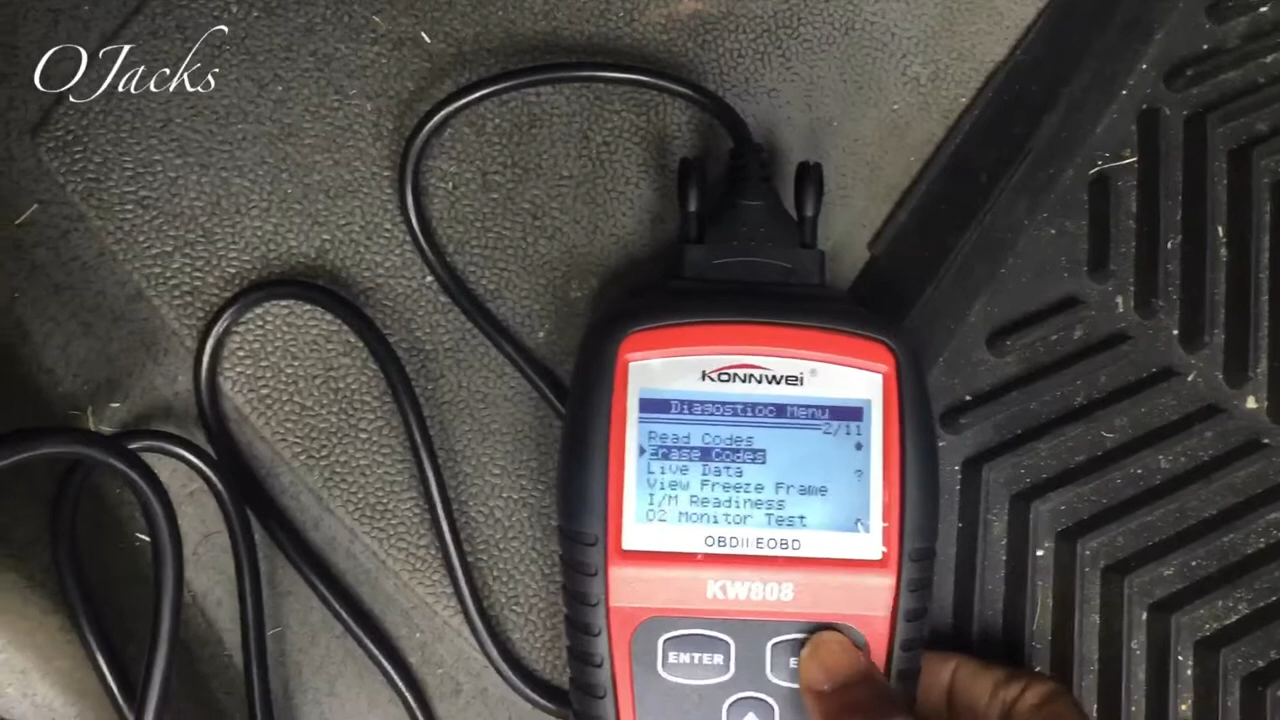 OJacks
KONNWEI®
Diagostioc Menu
2/11
Read Codes
Erase Codes
Live Data
?
View Freeze Frame
I/M Readiness
O2 Monitor Test
OBDII/EOBD
KW808
ENTER